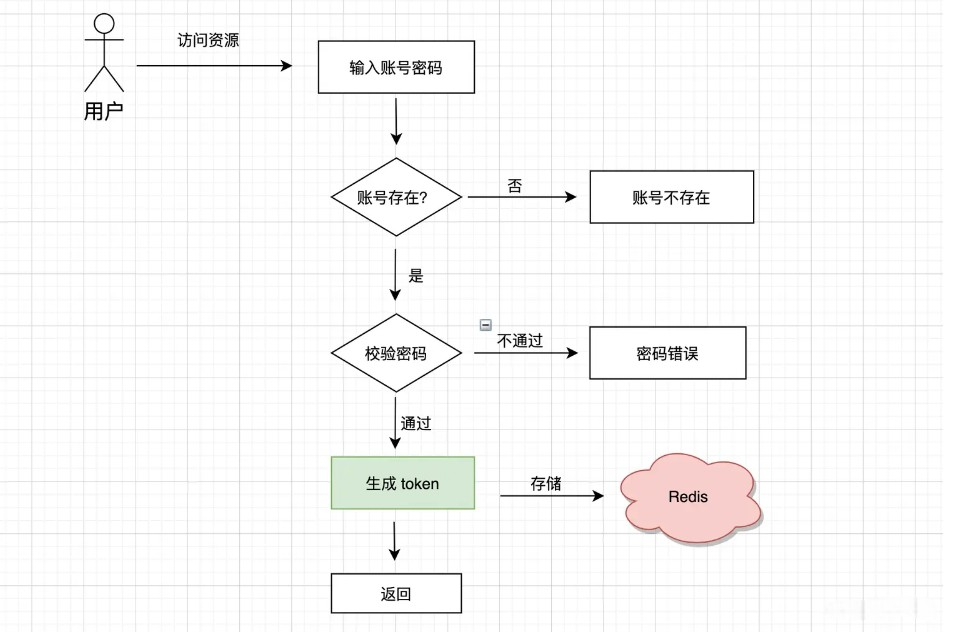 访问资源
用户
输入账号密码
账号存在?
否
账号不存在
是
校验密码
不通过
密码错误
通过
生成 token
存储
Redis
返回